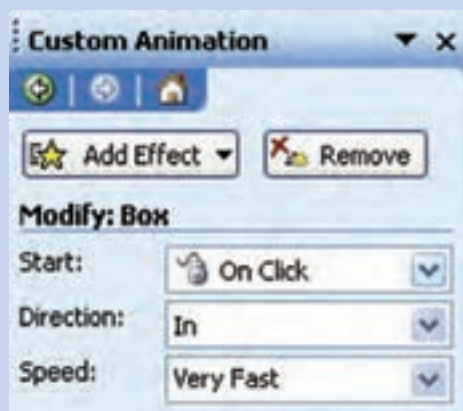 Custom Animation
Add Effect Remove
Modify: Box
Start: On Click
Direction: In
Speed: Very Fast